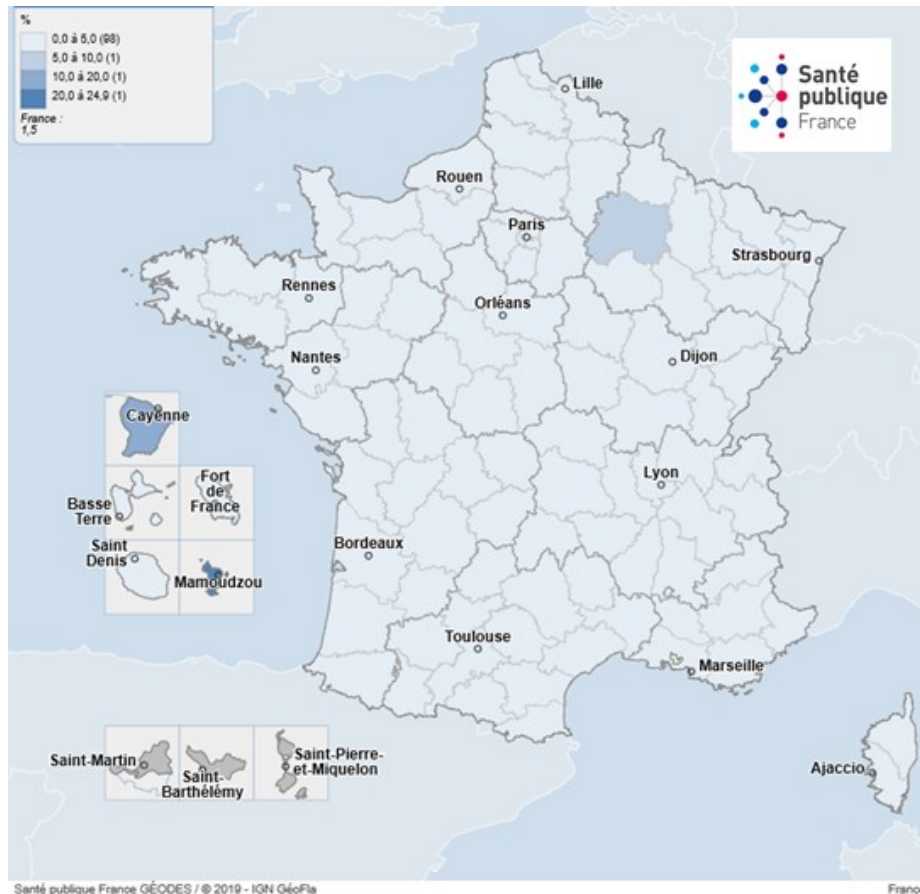 %
0,0 à 5,0 (98)
5,0 à 10,0 (1)
10,0 à 20,0 (1)
20,0 à 24,9 (1)
France :
1,5
Santé
publique
France
Lille
Rouen
Paris
Strasbourg
Rennes
Orléans
Nantes
Dijon
Cayenne
Lyon
Fort
de
France
Basse
Terre
Saint
Denis
Bordeaux
Mamoudzou
Toulouse
Marseille
Saint-Martin
Saint-
Barthélémy
Saint-Pierre-
et-Miquelon
Ajaccio
Santé publique France GÉODES / © 2019 - IGN GéoFla
Franc